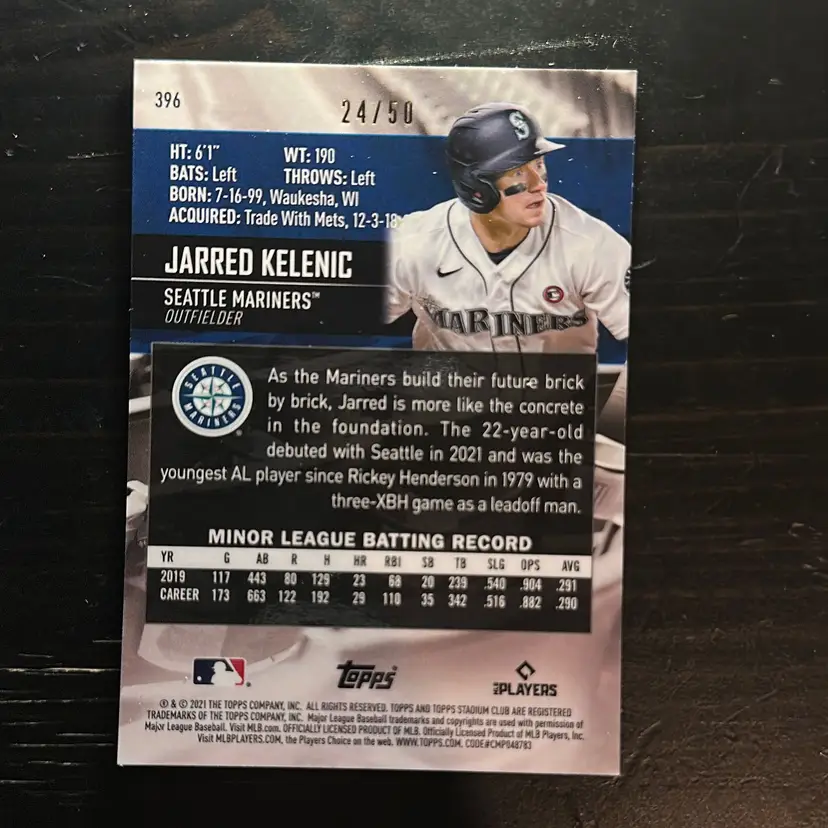 396
24/50
S
HT: 6'1" WT: 190
BATS: Left THROWS: Left
BORN: 7-16-99, Waukesha, WI
ACQUIRED: Trade With Mets, 12-3-18
JARRED KELENIC
SEATTLE MARINERS™
OUTFIELDER
MARINERS
SEATTLE
MARINERS
As the Mariners build their future brick
by brick, Jarred is more like the concrete
in the foundation. The 22-year-old
debuted with Seattle in 2021 and was the
youngest AL player since Rickey Henderson in 1979 with a
three-XBH game as a leadoff man.
MINOR LEAGUE BATTING RECORD
YR G AB R H HR RBI SB TB SLG OPS AVG
2019 117 443 80 129 23 68 20 239 .540 .904 .291
CAREER 173 663 122 192 29 110 35 342 .516 .882 .290
Topps
MLB PLAYERS
® & © 2021 THE TOPPS COMPANY, INC. ALL RIGHTS RESERVED. TOPPS AND TOPPS STADIUM CLUB ARE REGISTERED
TRADEMARKS OF THE TOPPS COMPANY, INC. Major League Baseball trademarks and copyrights are used with permission of
Major League Baseball. Visit MLB.com. OFFICIALLY LICENSED PRODUCT OF MLB. Officially Licensed Product of MLB Players, Inc.
Visit MLBPLAYERS.COM, the Players Choice on the web. WWW.TOPPS.COM. CODE#CMP048783